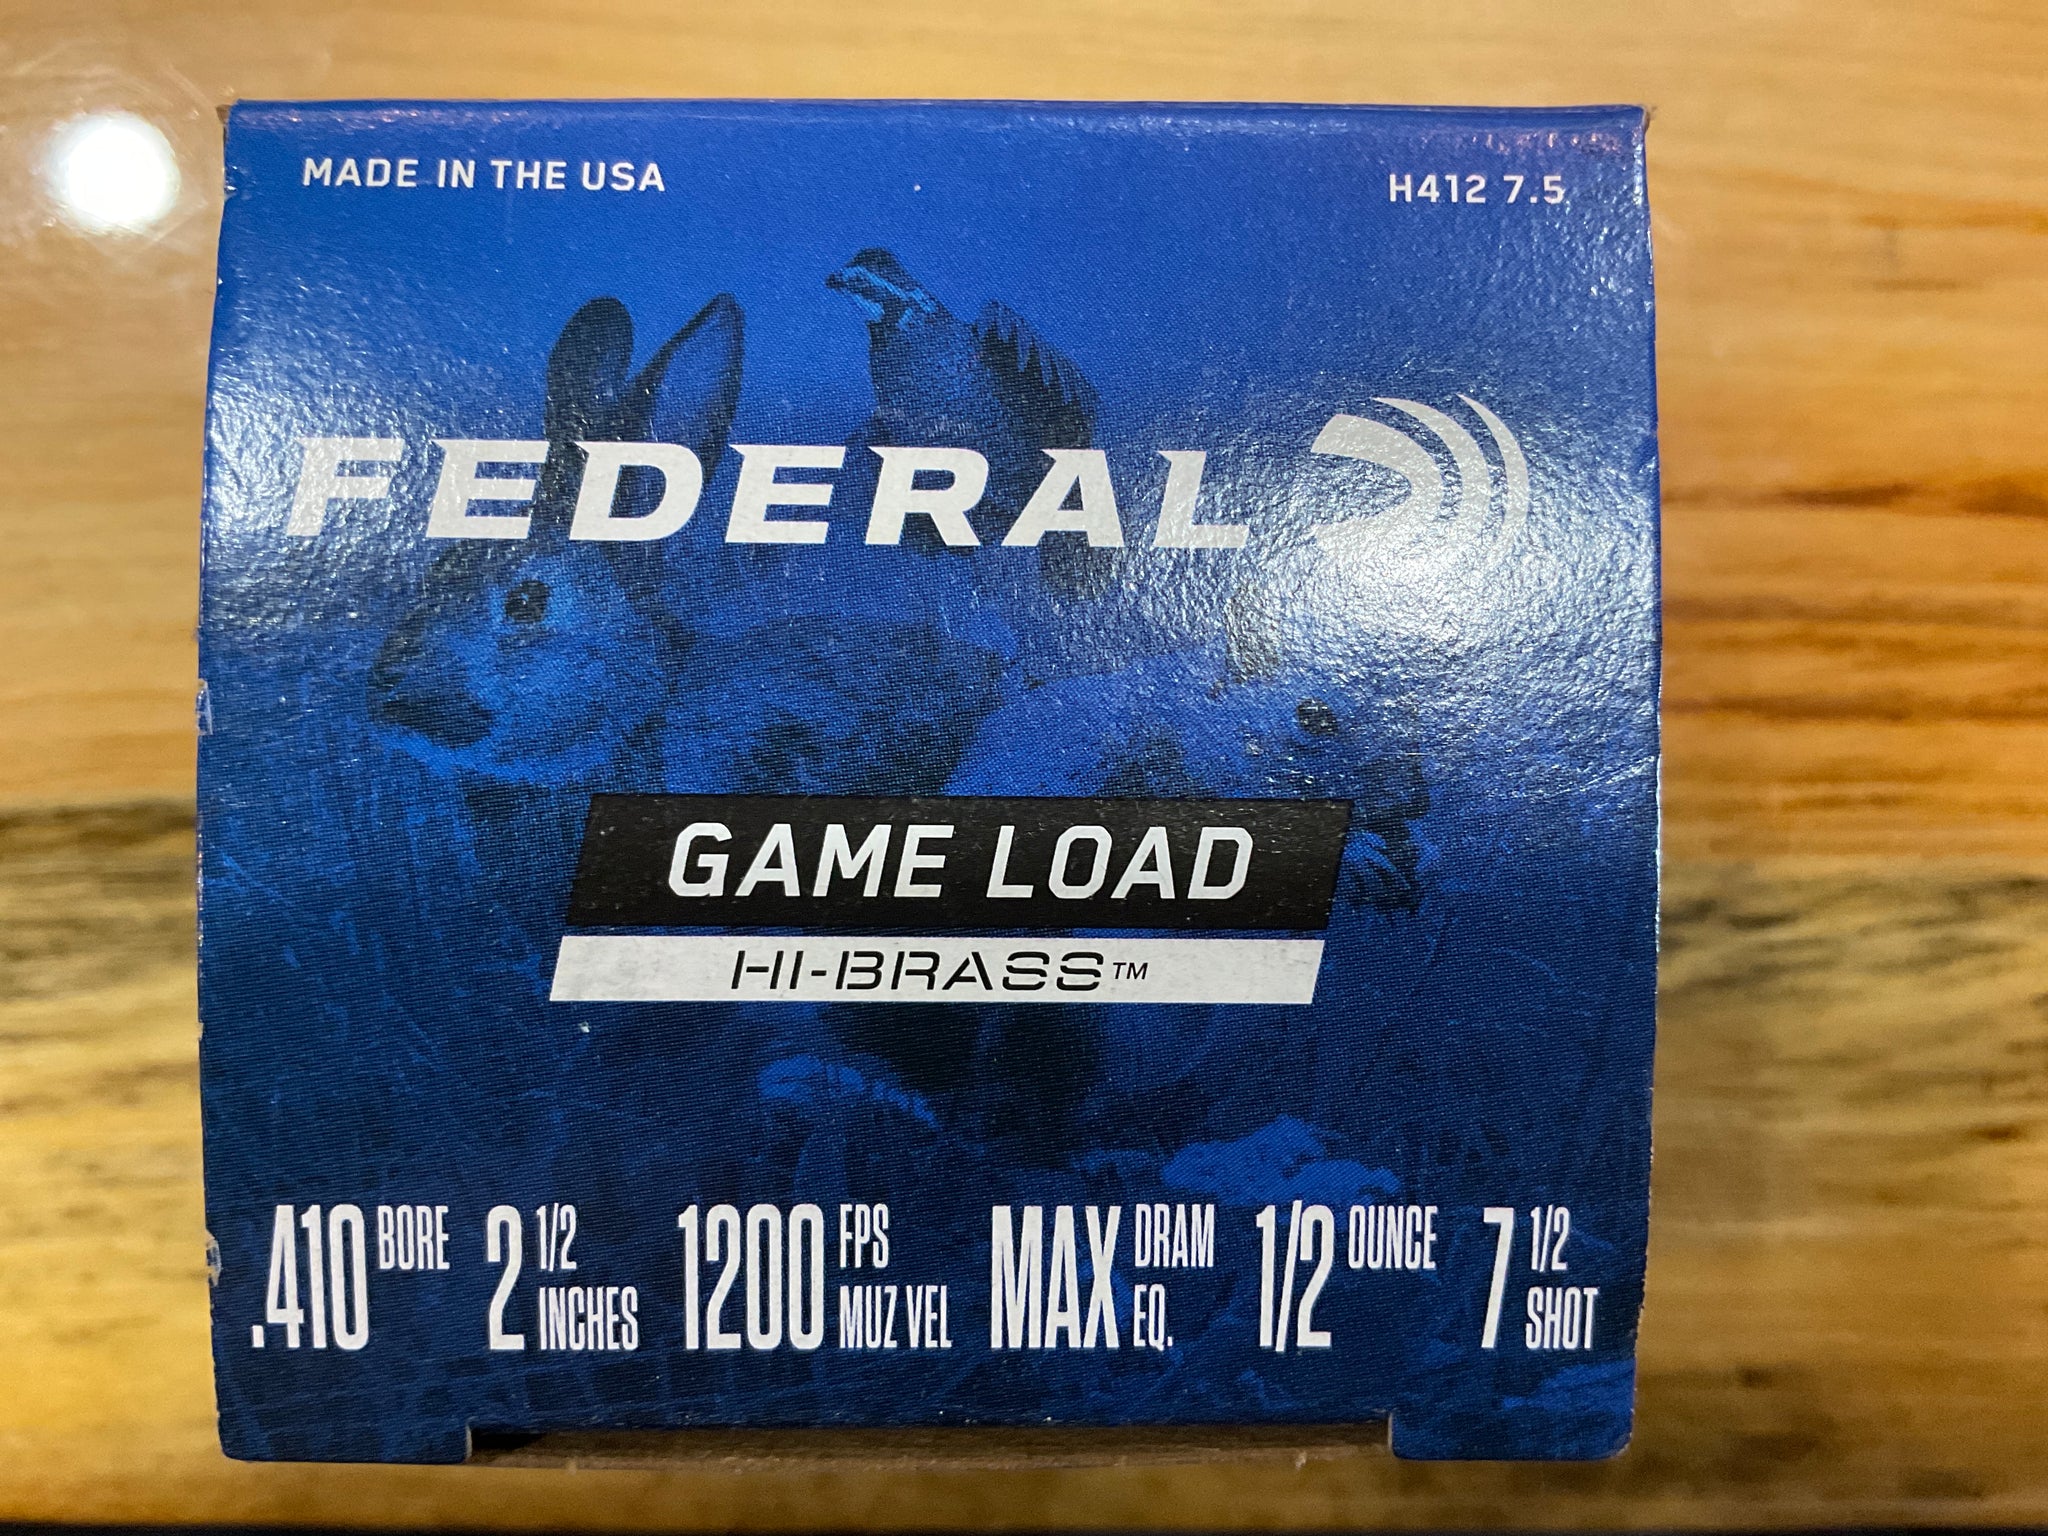 MADE IN THE USA
H412 7.5
FEDERAL
GAME LOAD
HI-BRASS™
.410 BORE 2 1/2 INCHES 1200 FPS MUZ VEL MAX DRAM EQ. 1/2 OUNCE 7 1/2 SHOT